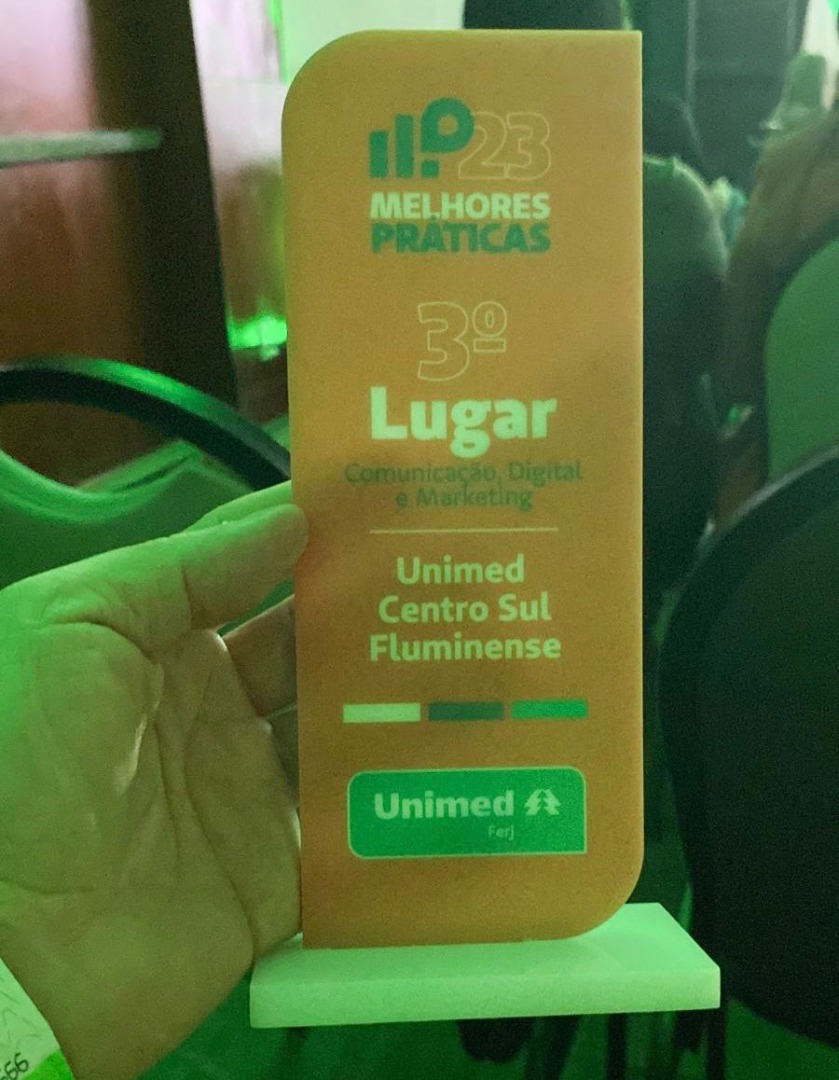 23
MELHORES
PRÁTICAS
3º
Lugar
Comunicação, Digital
e Marketing
Unimed
Centro Sul
Fluminense
Unimed
Ferj